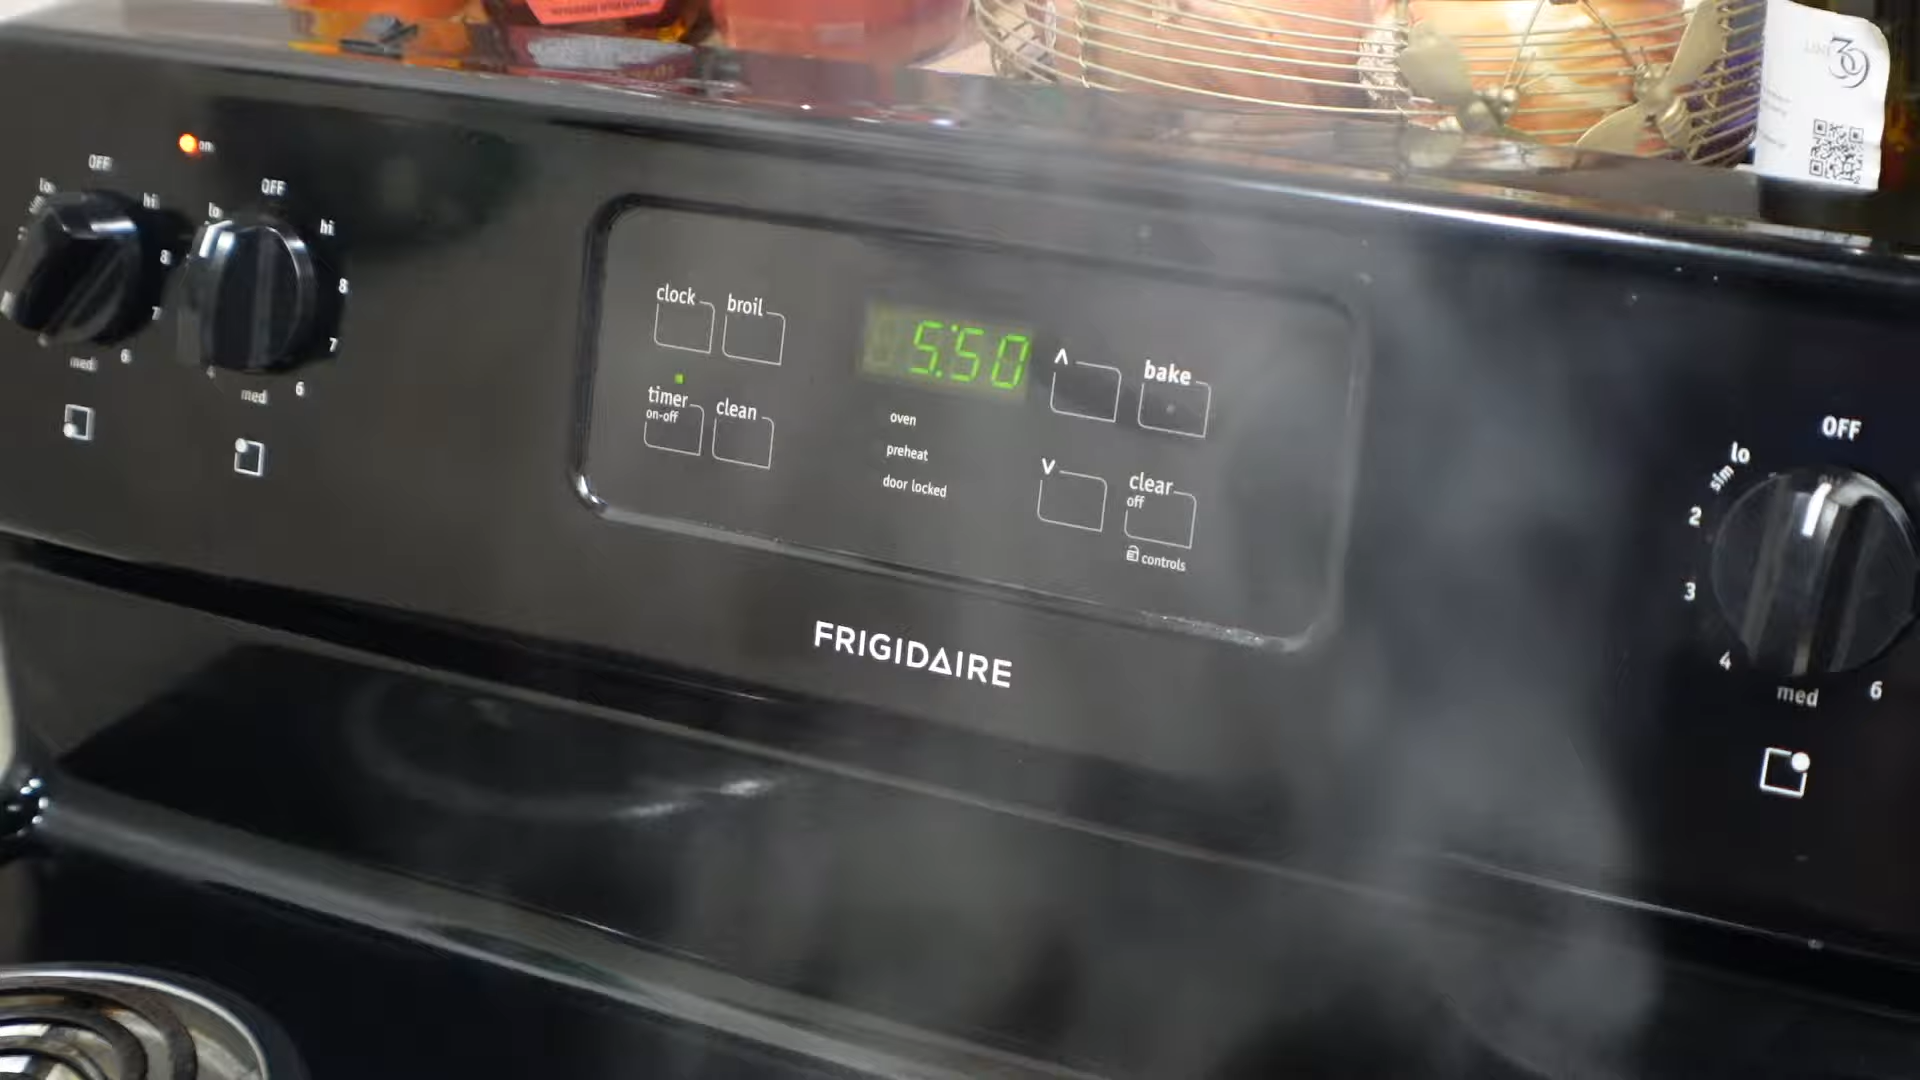 LINE 39
on
OFF
lo
hi
8
7
6
med
OFF
lo
hi
8
7
6
med
4
clock
broil
5:50
timer
on-off
clean
oven
preheat
door locked
^
bake
v
clear
off
controls
FRIGIDAIRE
OFF
lo
sim
2
3
4
med
6